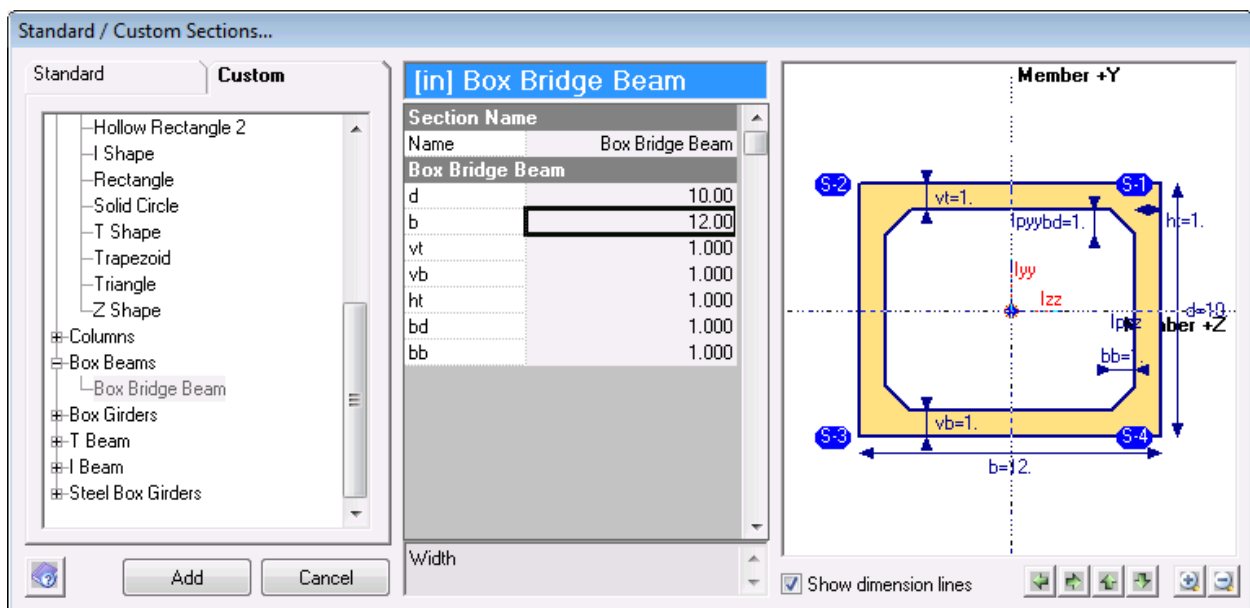 Standard / Custom Sections...
Standard
Custom
Hollow Rectangle 2
I Shape
Rectangle
Solid Circle
T Shape
Trapezoid
Triangle
Z Shape
Columns
Box Beams
Box Bridge Beam
Box Girders
T Beam
I Beam
Steel Box Girders
Add
Cancel
[in] Box Bridge Beam
Section Name
Name Box Bridge Beam
Box Bridge Beam
d 10.00
b 12.00
vt 1.000
vb 1.000
ht 1.000
bd 1.000
bb 1.000
Width
Member +Y
S-2
S-1
vt=1.
ht=1.
Ipyybd=1.
Iyy
Izz
d=10.
+Z
bb=1.
vb=1.
S-3
S-4
b=12.
Show dimension lines